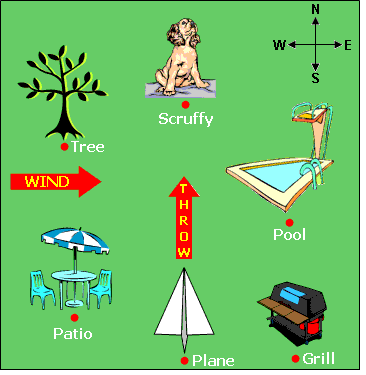 N
W E
S
Scruffy
Tree
WIND
THROW
Pool
Patio
Plane
Grill